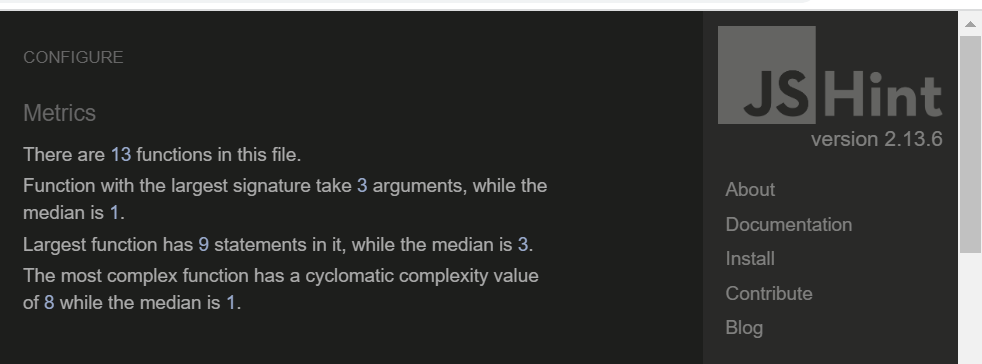 CONFIGURE
Metrics
There are 13 functions in this file.
Function with the largest signature take 3 arguments, while the
median is 1.
Largest function has 9 statements in it, while the median is 3.
The most complex function has a cyclomatic complexity value
of 8 while the median is 1.
JSHint
version 2.13.6
About
Documentation
Install
Contribute
Blog